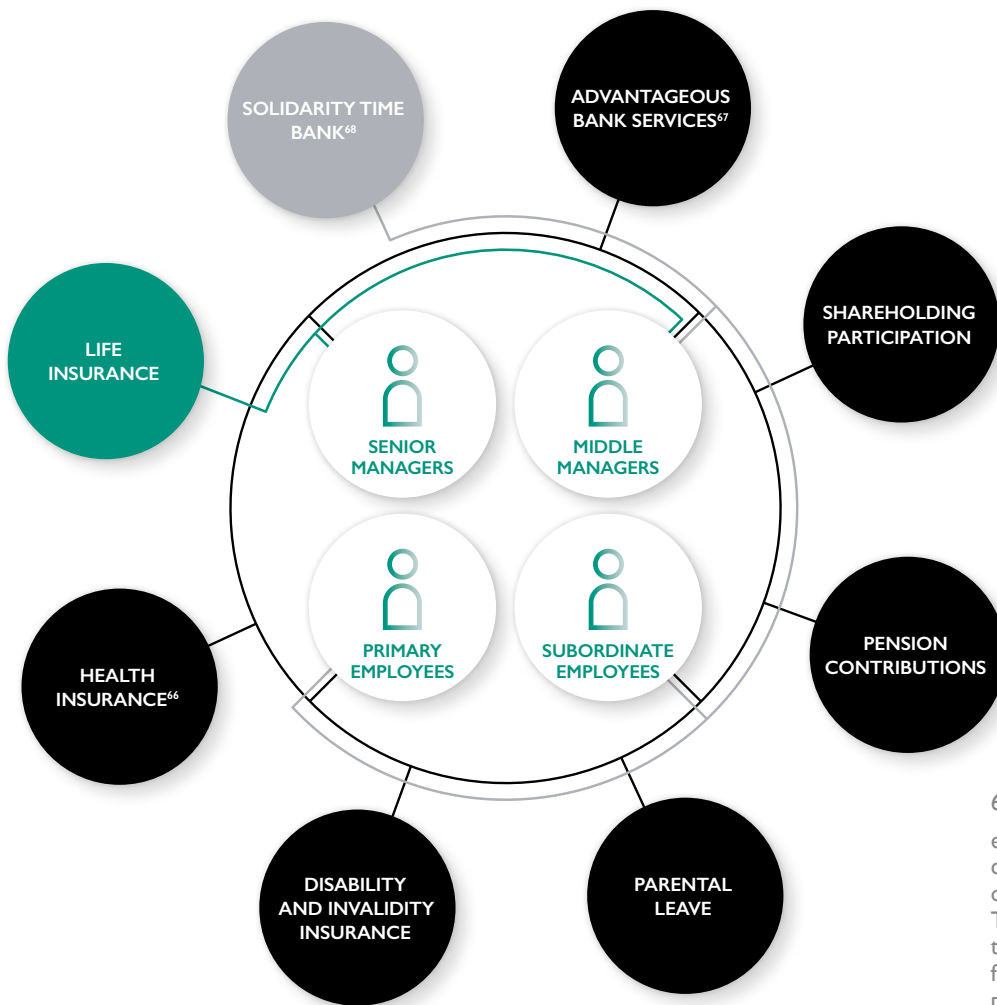 SOLIDARITY TIME
BANK68
ADVANTAGEOUS
BANK SERVICES67
SHAREHOLDING
PARTICIPATION
LIFE
INSURANCE
SENIOR
MANAGERS
MIDDLE
MANAGERS
PRIMARY
EMPLOYEES
SUBORDINATE
EMPLOYEES
HEALTH
INSURANCE66
PENSION
CONTRIBUTIONS
DISABILITY
AND INVALIDITY
INSURANCE
PARENTAL
LEAVE